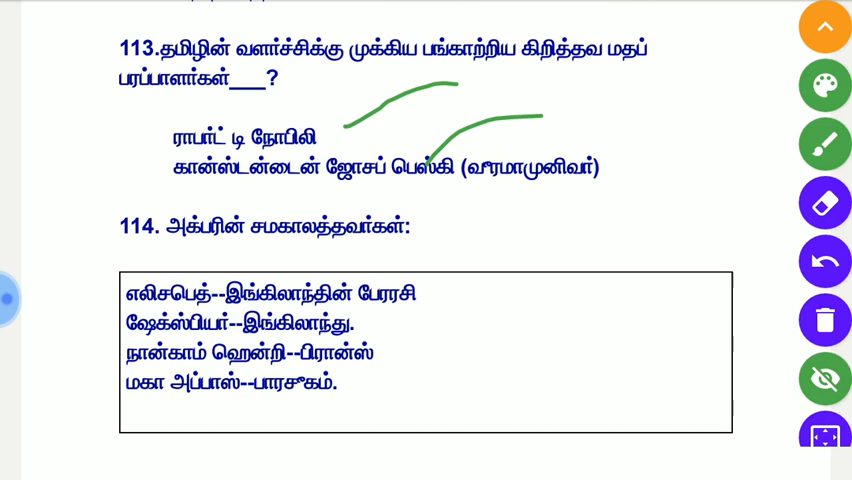 113.தமிழின் வளர்ச்சிக்கு முக்கிய பங்காற்றிய கிறித்தவ மதப்
பரப்பாளர்கள்___?
ராபர்ட் டி நோபிலி
கான்ஸ்டன்டைன் ஜோசப் பெஸ்கி (வீரமாமுனிவர்)
114. அக்பரின் சமகாலத்தவர்கள்:
எலிசபெத்--இங்கிலாந்தின் பேரரசி
ஷேக்ஸ்பியர்--இங்கிலாந்து.
நான்காம் ஹென்றி--பிரான்ஸ்
மகா அப்பாஸ்--பாரசூகம்.